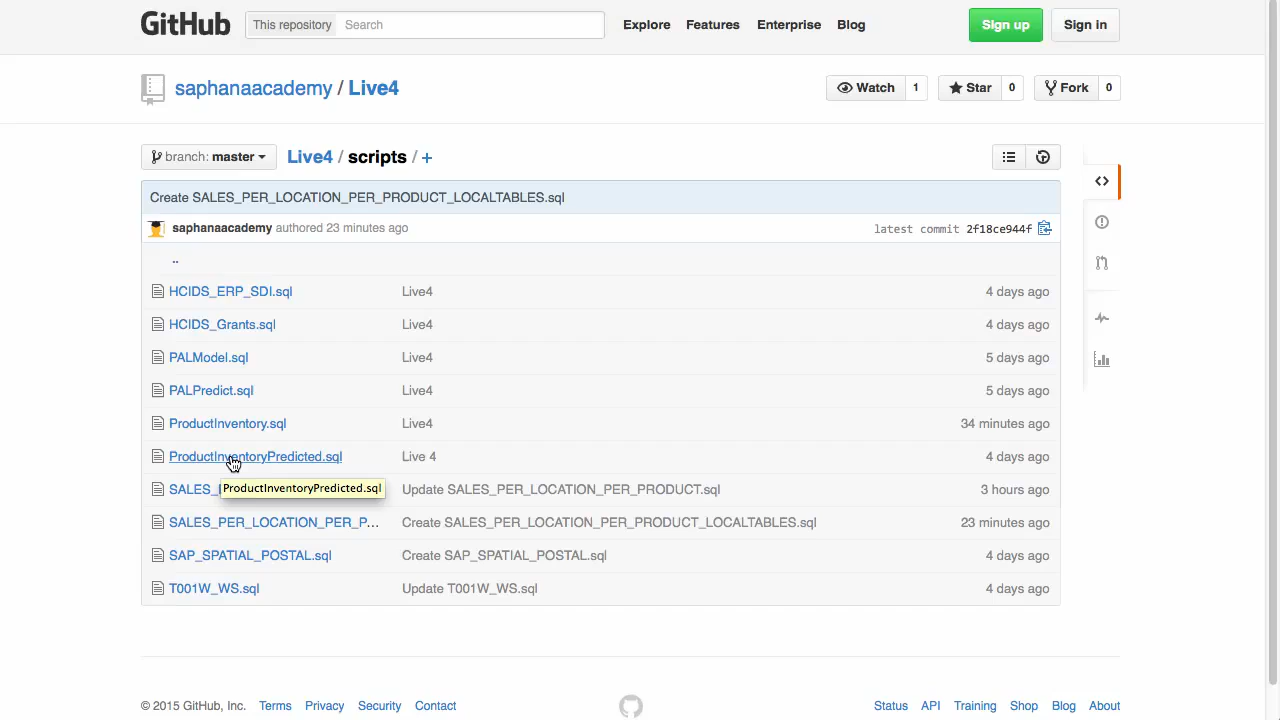 GitHub This repository Search Explore Features Enterprise Blog Sign up Sign in
saphanaacademy / Live4 Watch 1 Star 0 Fork 0
branch: master Live4 / scripts / +
Create SALES_PER_LOCATION_PER_PRODUCT_LOCALTABLES.sql
saphanaacademy authored 23 minutes ago latest commit 2f18ce944f
..
HCIDS_ERP_SDI.sql Live4 4 days ago
HCIDS_Grants.sql Live4 4 days ago
PALModel.sql Live4 5 days ago
PALPredict.sql Live4 5 days ago
ProductInventory.sql Live4 34 minutes ago
ProductInventoryPredicted.sql Live 4 4 days ago
SALES_ ProductInventoryPredicted.sql Update SALES_PER_LOCATION_PER_PRODUCT.sql 3 hours ago
SALES_PER_LOCATION_PER_P... Create SALES_PER_LOCATION_PER_PRODUCT_LOCALTABLES.sql 23 minutes ago
SAP_SPATIAL_POSTAL.sql Create SAP_SPATIAL_POSTAL.sql 4 days ago
T001W_WS.sql Update T001W_WS.sql 4 days ago
© 2015 GitHub, Inc. Terms Privacy Security Contact Status API Training Shop Blog About